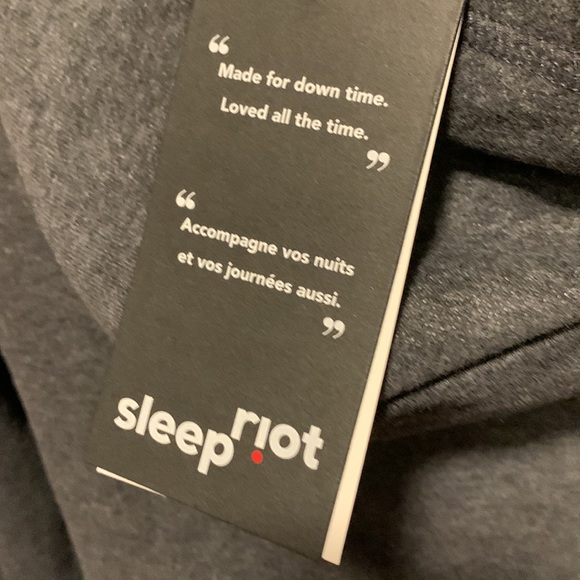 “
Made for down time.
Loved all the time.
”
“
Accompagne vos nuits
et vos journées aussi.
”
sleep riot